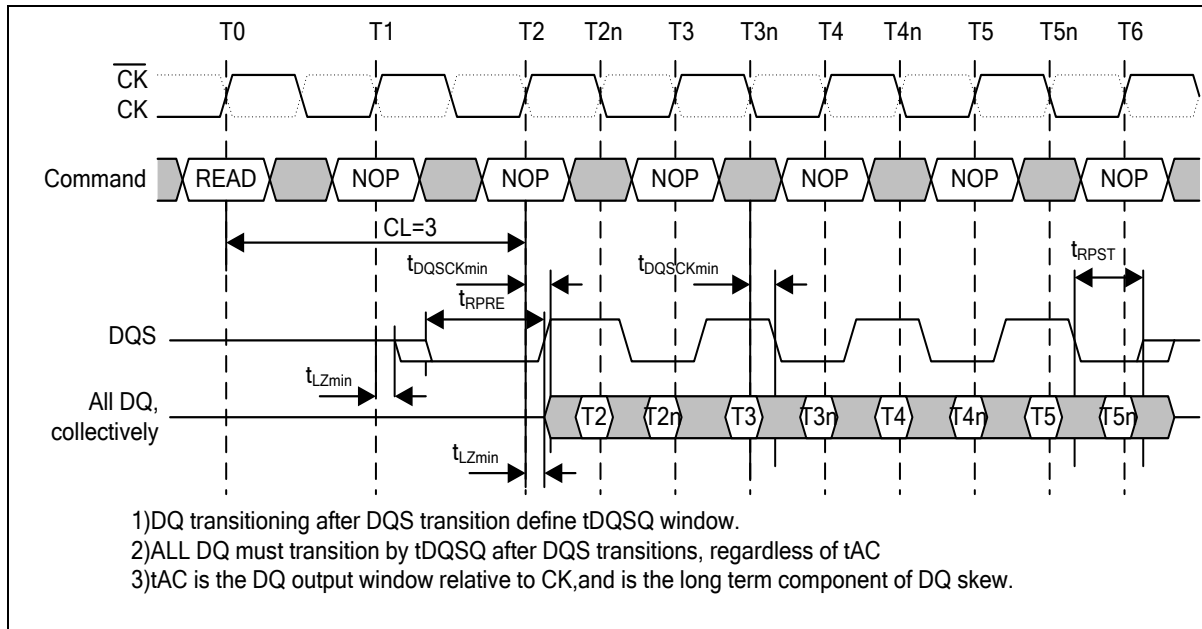 T0 T1 T2 T2n T3 T3n T4 T4n T5 T5n T6
CK
CK
Command READ NOP NOP NOP NOP NOP NOP
CL=3
tDQSCKmin tDQSCKmin tRPST
tRPRE
DQS
tLZmin
All DQ,
collectively
T2 T2n T3 T3n T4 T4n T5 T5n
tLZmin
1)DQ transitioning after DQS transition define tDQSQ window.
2)ALL DQ must transition by tDQSQ after DQS transitions, regardless of tAC
3)tAC is the DQ output window relative to CK,and is the long term component of DQ skew.